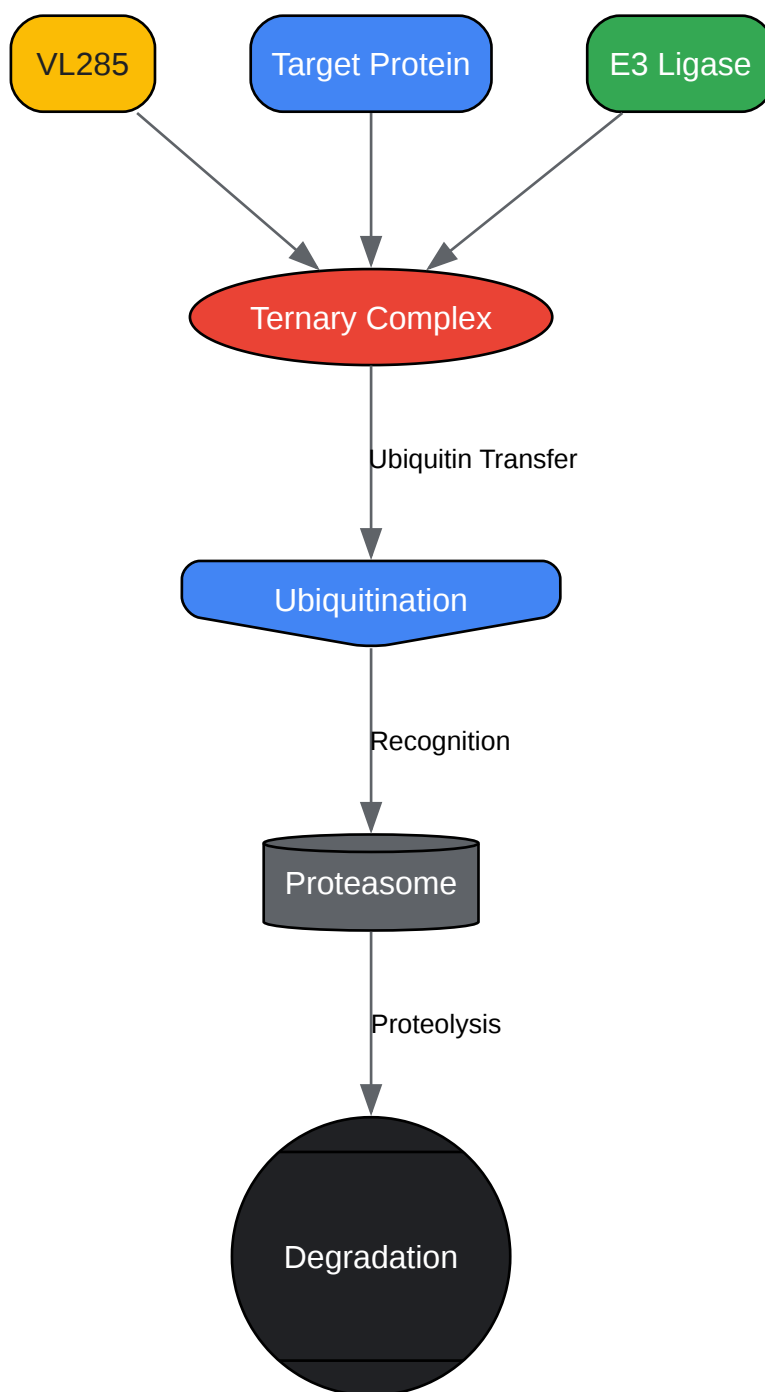 VL285
Target Protein
E3 Ligase
Ternary Complex
Ubiquitin Transfer
Ubiquitination
Recognition
Proteasome
Proteolysis
Degradation